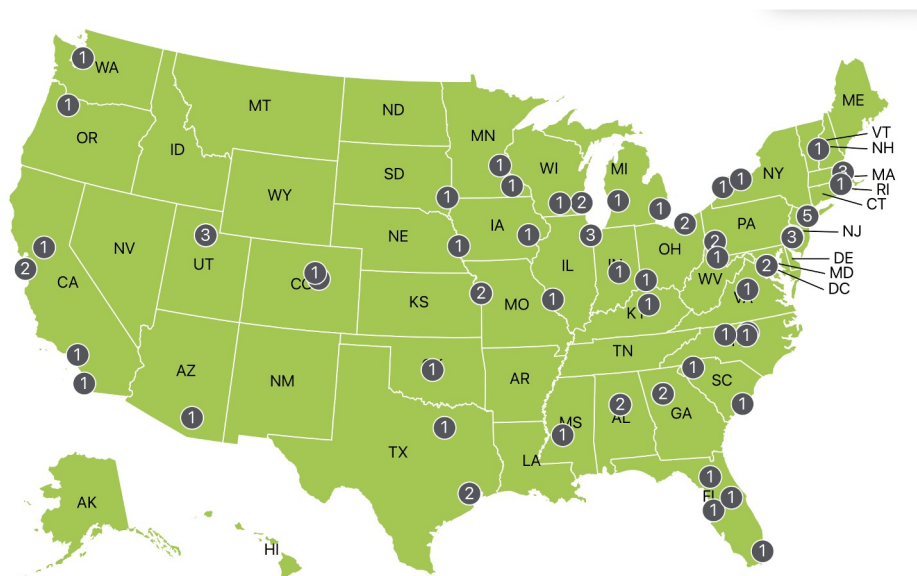 1
WA
1
OR
ID
MT
ND
MN
1
1
WI
1 2
MI
1
1
ME
VT
1
NH
3
MA
1
RI
CT
NY
1 1
SD
1
WY
IA
1
NE
1
3
UT
NV
1
2
CA
1
1
1
CO
KS
2
MO
1
IL
3
1
1
OH
2
PA
2
1
WV
5
NJ
3
DE
MD
2
DC
1
1
TN
1 1
AZ
1
NM
1
AR
1
SC
1
TX
1
2
LA
MS
1
2
AL
2
GA
1
1
1
1
AK
HI